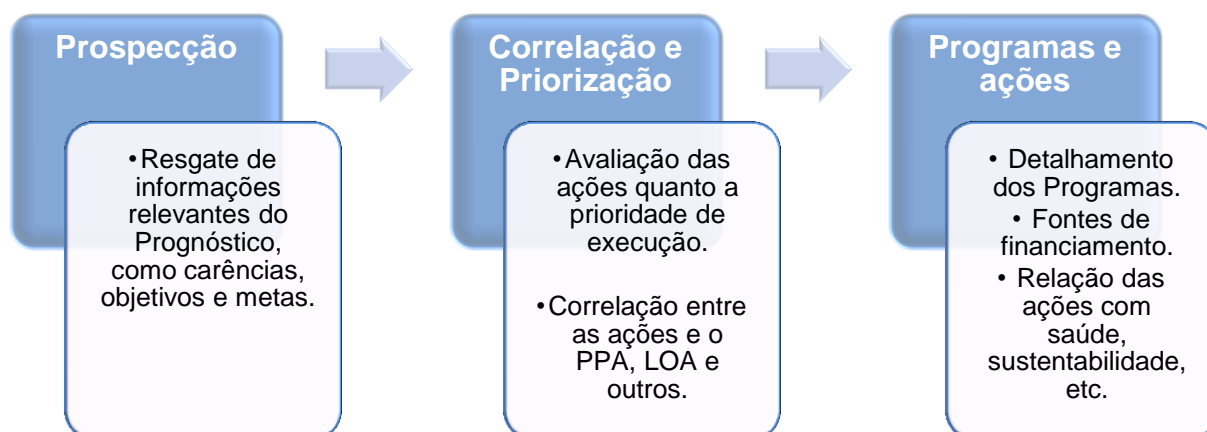 Prospecção
•Resgate de
informações
relevantes do
Prognóstico,
como carências,
objetivos e metas.
Correlação e
Priorização
•Avaliação das
ações quanto a
prioridade de
execução.
•Correlação entre
as ações e o
PPA, LOA e
outros.
Programas e
ações
• Detalhamento
dos Programas.
• Fontes de
financiamento.
• Relação das
ações com
saúde,
sustentabilidade,
etc.